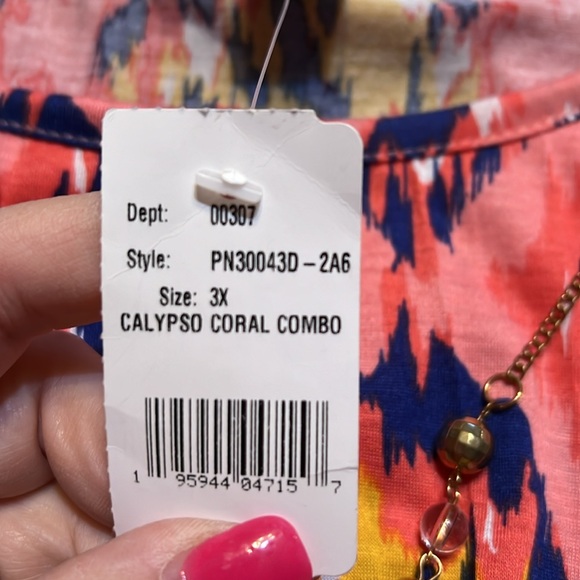 Dept: 00307
Style: PN30043D-2A6
Size: 3X
CALYPSO CORAL COMBO
1 95944 04715 7